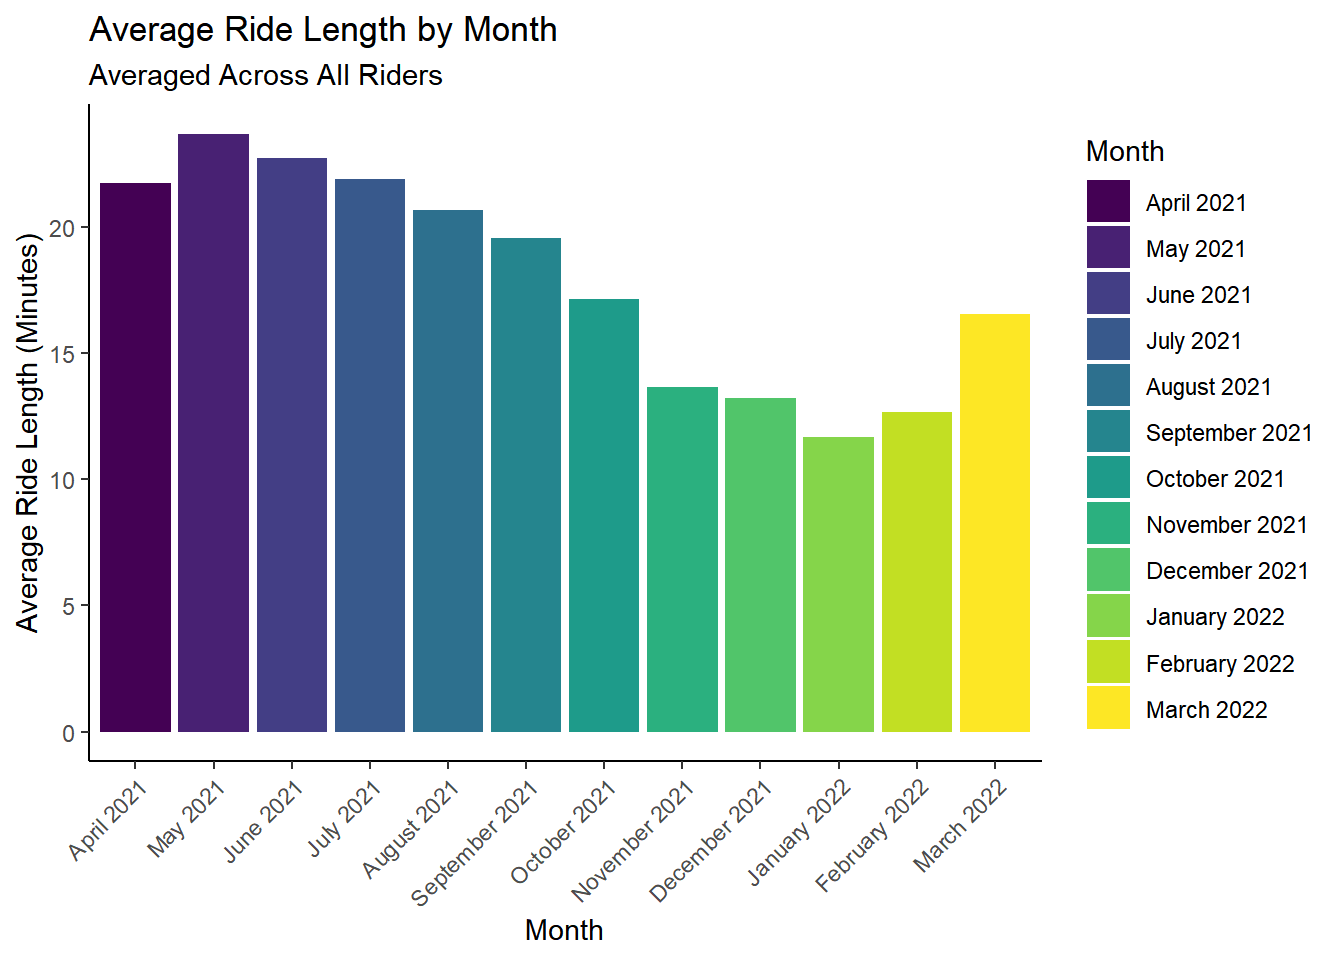 Average Ride Length by Month
Averaged Across All Riders
Average Ride Length (Minutes)
20
15
10
5
0
April 2021
May 2021
June 2021
July 2021
August 2021
September 2021
October 2021
November 2021
December 2021
January 2022
February 2022
March 2022
Month
Month
April 2021
May 2021
June 2021
July 2021
August 2021
September 2021
October 2021
November 2021
December 2021
January 2022
February 2022
March 2022